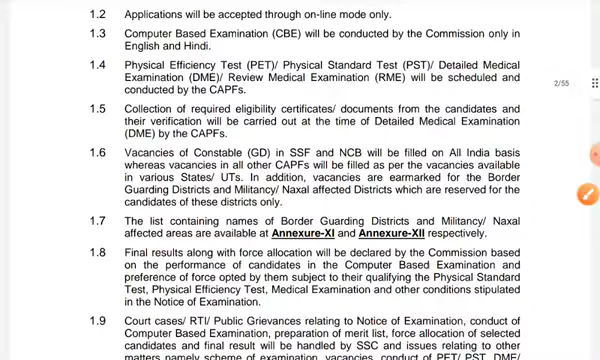 1.2 Applications will be accepted through on-line mode only.
1.3 Computer Based Examination (CBE) will be conducted by the Commission only in
English and Hindi.
1.4 Physical Efficiency Test (PET)/ Physical Standard Test (PST)/ Detailed Medical
Examination (DME)/ Review Medical Examination (RME) will be scheduled and
conducted by the CAPFs.
2/55
1.5 Collection of required eligibility certificates/ documents from the candidates and
their verification will be carried out at the time of Detailed Medical Examination
(DME) by the CAPFs.
1.6 Vacancies of Constable (GD) in SSF and NCB will be filled on All India basis
whereas vacancies in all other CAPFs will be filled as per the vacancies available
in various States/ UTs. In addition, vacancies are earmarked for the Border
Guarding Districts and Militancy/ Naxal affected Districts which are reserved for the
candidates of these districts only.
1.7 The list containing names of Border Guarding Districts and Militancy/ Naxal
affected areas are available at Annexure-XI and Annexure-XII respectively.
1.8 Final results along with force allocation will be declared by the Commission based
on the performance of candidates in the Computer Based Examination and
preference of force opted by them subject to their qualifying the Physical Standard
Test, Physical Efficiency Test, Medical Examination and other conditions stipulated
in the Notice of Examination.
1.9 Court cases/ RTI/ Public Grievances relating to Notice of Examination, conduct of
Computer Based Examination, preparation of merit list, force allocation of selected
candidates and final result will be handled by SSC and issues relating to other
matters namely scheme of examination, vacancies, conduct of PET/ PST, DME/